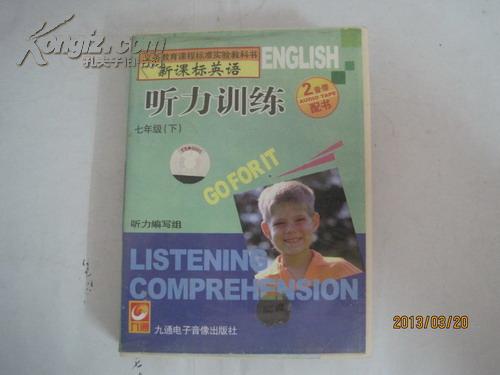 Kongfz.com
孔夫子旧书网
义务教育课程标准实验教科书
ENGLISH
新课标英语
听力训练
2音像
AUDIO TAPE
配书
七年级(下)
GO FOR IT
听力编写组
LISTENING
COMPREHENSION
九通
九通电子音像出版社
2013/03/20